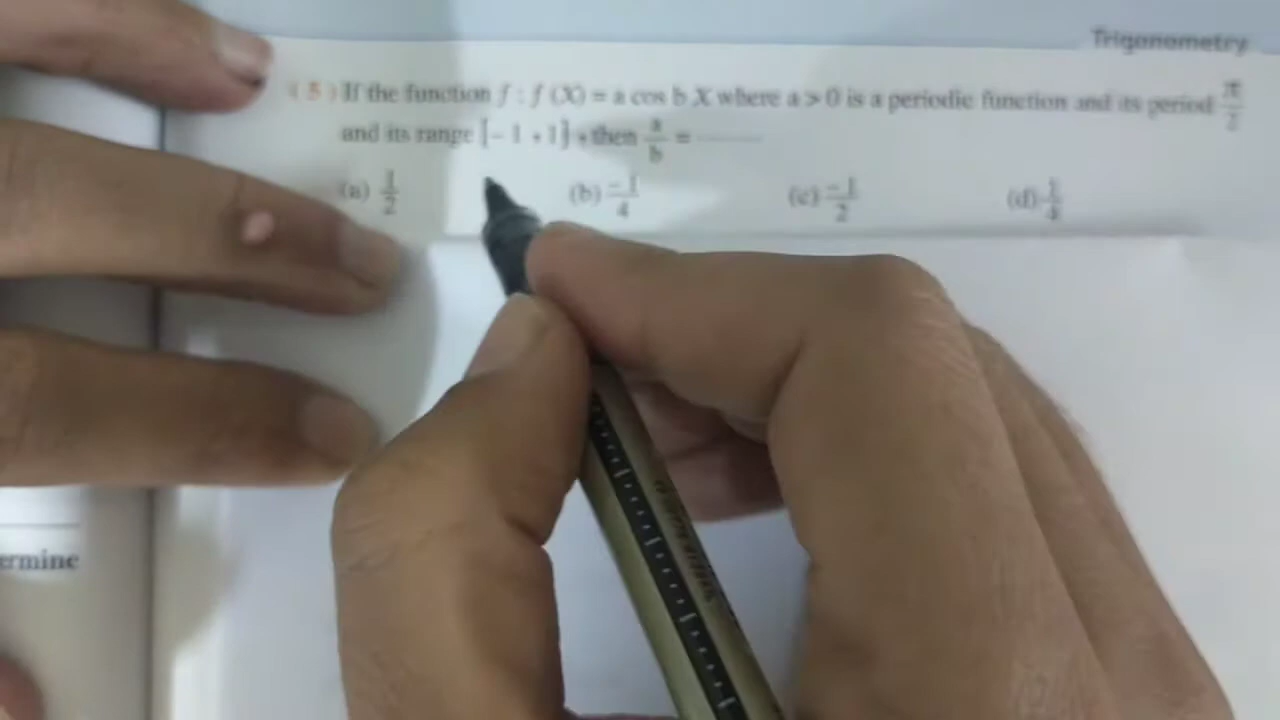 Trigonometry
( 5 ) If the function f : f (X) = a cos b X where a > 0 is a periodic function and its period π/2
and its range [– 1 , 1] , then a/b = ............
(a) 1/2 (b) –1/4 (c) –1/2 (d) 1/4
ermine